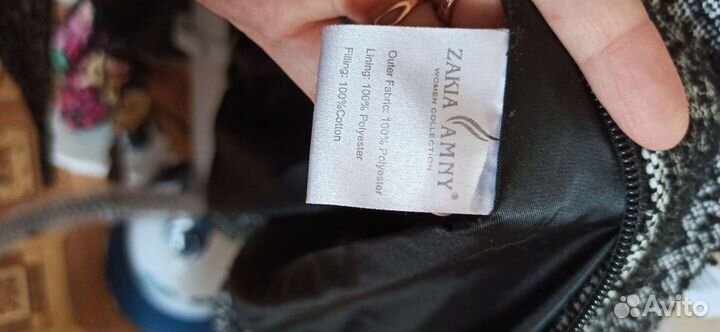 ZAKIA AMNY®
WOMEN COLLECTION
Outer Fabric: 100% Polyester
Lining: 100% Polyester
Filling: 100%Cotton
Avito